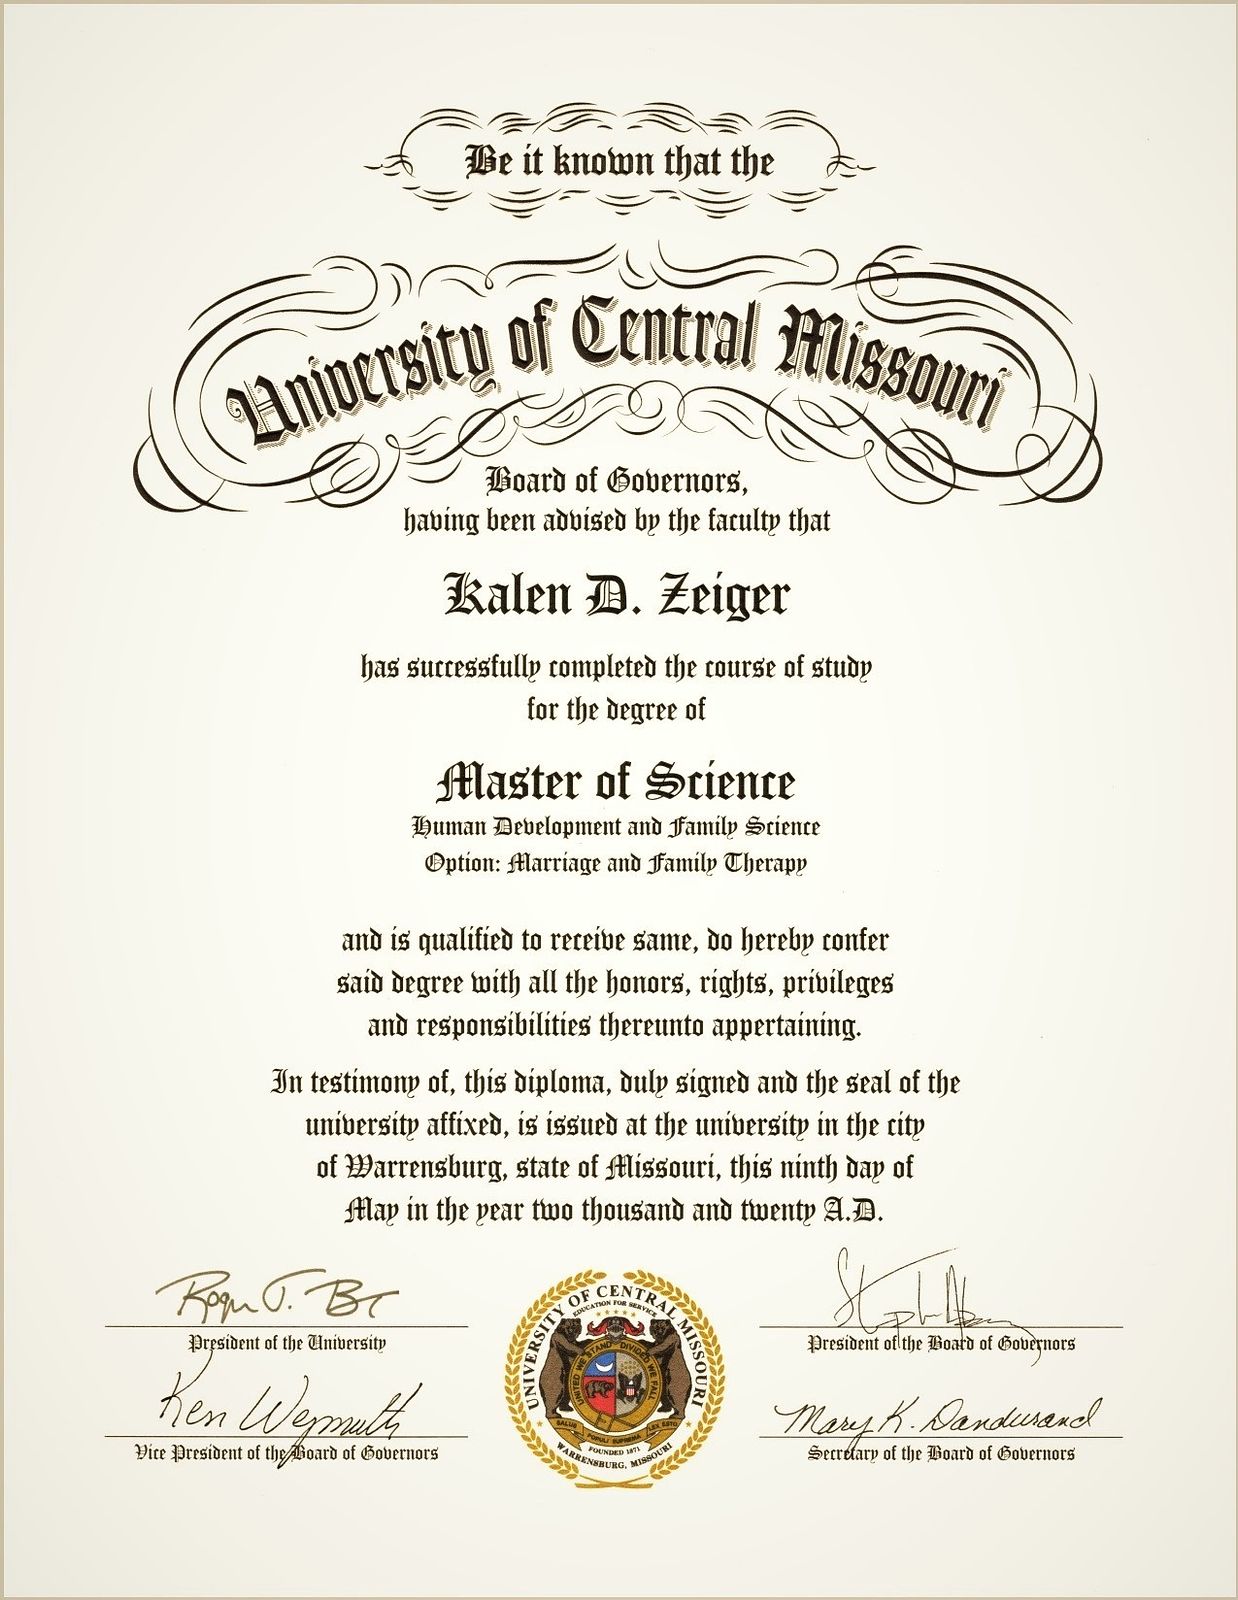 Be it known that the
University of Central Missouri
Board of Governors,
having been advised by the faculty that
Kalen D. Zeiger
has successfully completed the course of study
for the degree of
Master of Science
Human Development and Family Science
Option: Marriage and Family Therapy
and is qualified to receive same, do hereby confer
said degree with all the honors, rights, privileges
and responsibilities thereunto appertaining.
In testimony of, this diploma, duly signed and the seal of the
university affixed, is issued at the university in the city
of Warrensburg, state of Missouri, this ninth day of
May in the year two thousand and twenty A.D.
President of the University
President of the Board of Governors
Ken Weymuth
Mary K. Dandurand
Vice President of the Board of Governors
Secretary of the Board of Governors
UNIVERSITY OF CENTRAL MISSOURI
EDUCATION FOR SERVICE
UNITED WE STAND DIVIDED WE FALL
SALUS POPULI SUPREMA LEX ESTO
FOUNDED 1871
WARRENSBURG, MISSOURI